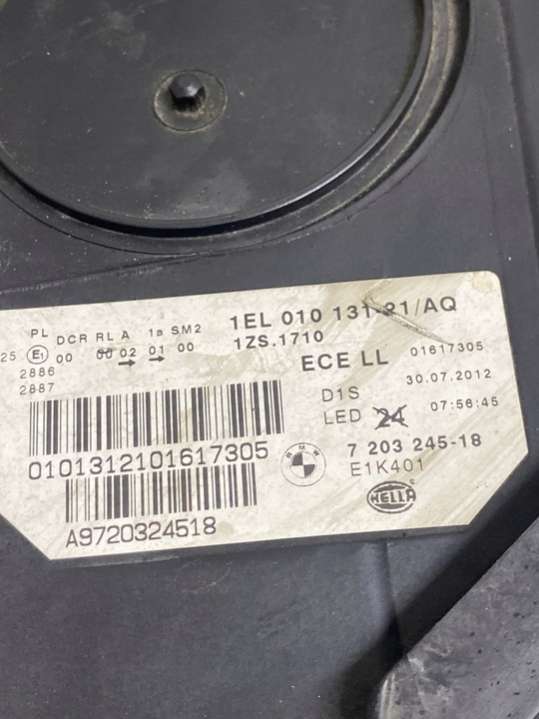 PL DCR RL A 1a SM2
25 E1 00 00 02 01 00
2886
2887
1EL 010 131-21/AQ
1ZS.1710
ECE LL 01617305
D1S 30.07.2012
LED 24 07:56:45
0101312101617305
BMW
7 203 245-18
E1K401
HELLA
A9720324518